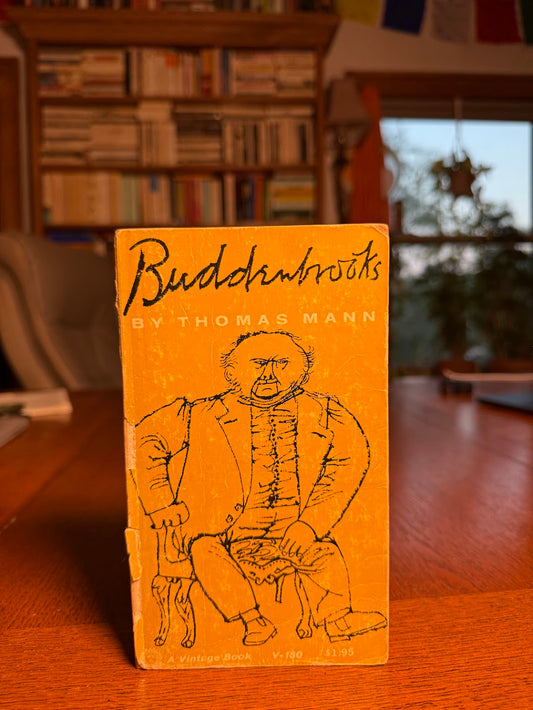 Buddenbrooks
BY THOMAS MANN
A Vintage Book V-180 $1.95